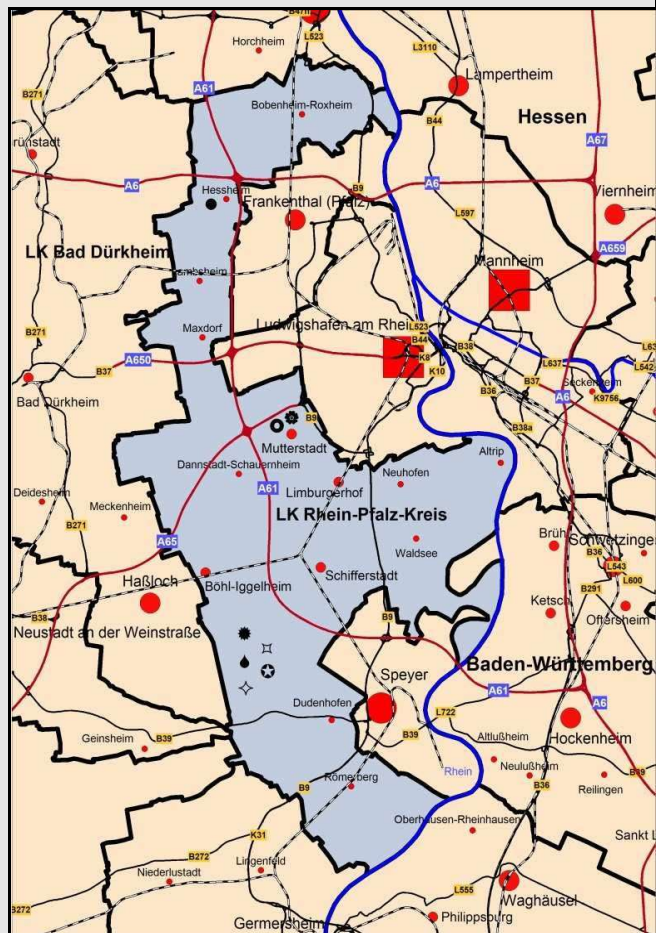 B47n
L523
Horchheim
L3110
Lampertheim
B271
A61
Bobenheim-Roxheim
Hessen
B44
A67
A6
Hessheim
B9
A6
Viernheim
Frankenthal (Pfalz)
L597
A659
LK Bad Dürkheim
Mannheim
Maxdorf
Ludwigshafen am Rhein
L523
B271
A650
B44
B38
K8
L637
B37
K10
B36
B37
L542
A6
K9756
Bad Dürkheim
B9
B38a
Mutterstadt
Dannstadt-Schauernheim
Neuhofen
Altrip
A61
Limburgerhof
Deidesheim
Meckenheim
LK Rhein-Pfalz-Kreis
B271
A65
Waldsee
Brüh
Schwetzinge
B36
L543
Haßloch
Böhl-Iggelheim
Schifferstadt
B291
L600
Ketsch
Oftersheim
B38
B9
Neustadt an der Weinstraße
Baden-Württemberg
Speyer
A61
A6
Dudenhofen
L722
Hockenheim
B39
B39
Geinsheim
Altlußheim
Rhein
Neulußheim
Römerberg
B36
B39
B9
Reilingen
Oberhausen-Rheinhausen
K31
Sankt L
B272
Lingenfeld
Niederlustadt
L555
Waghäusel
B272
Germersheim
Philippsburg